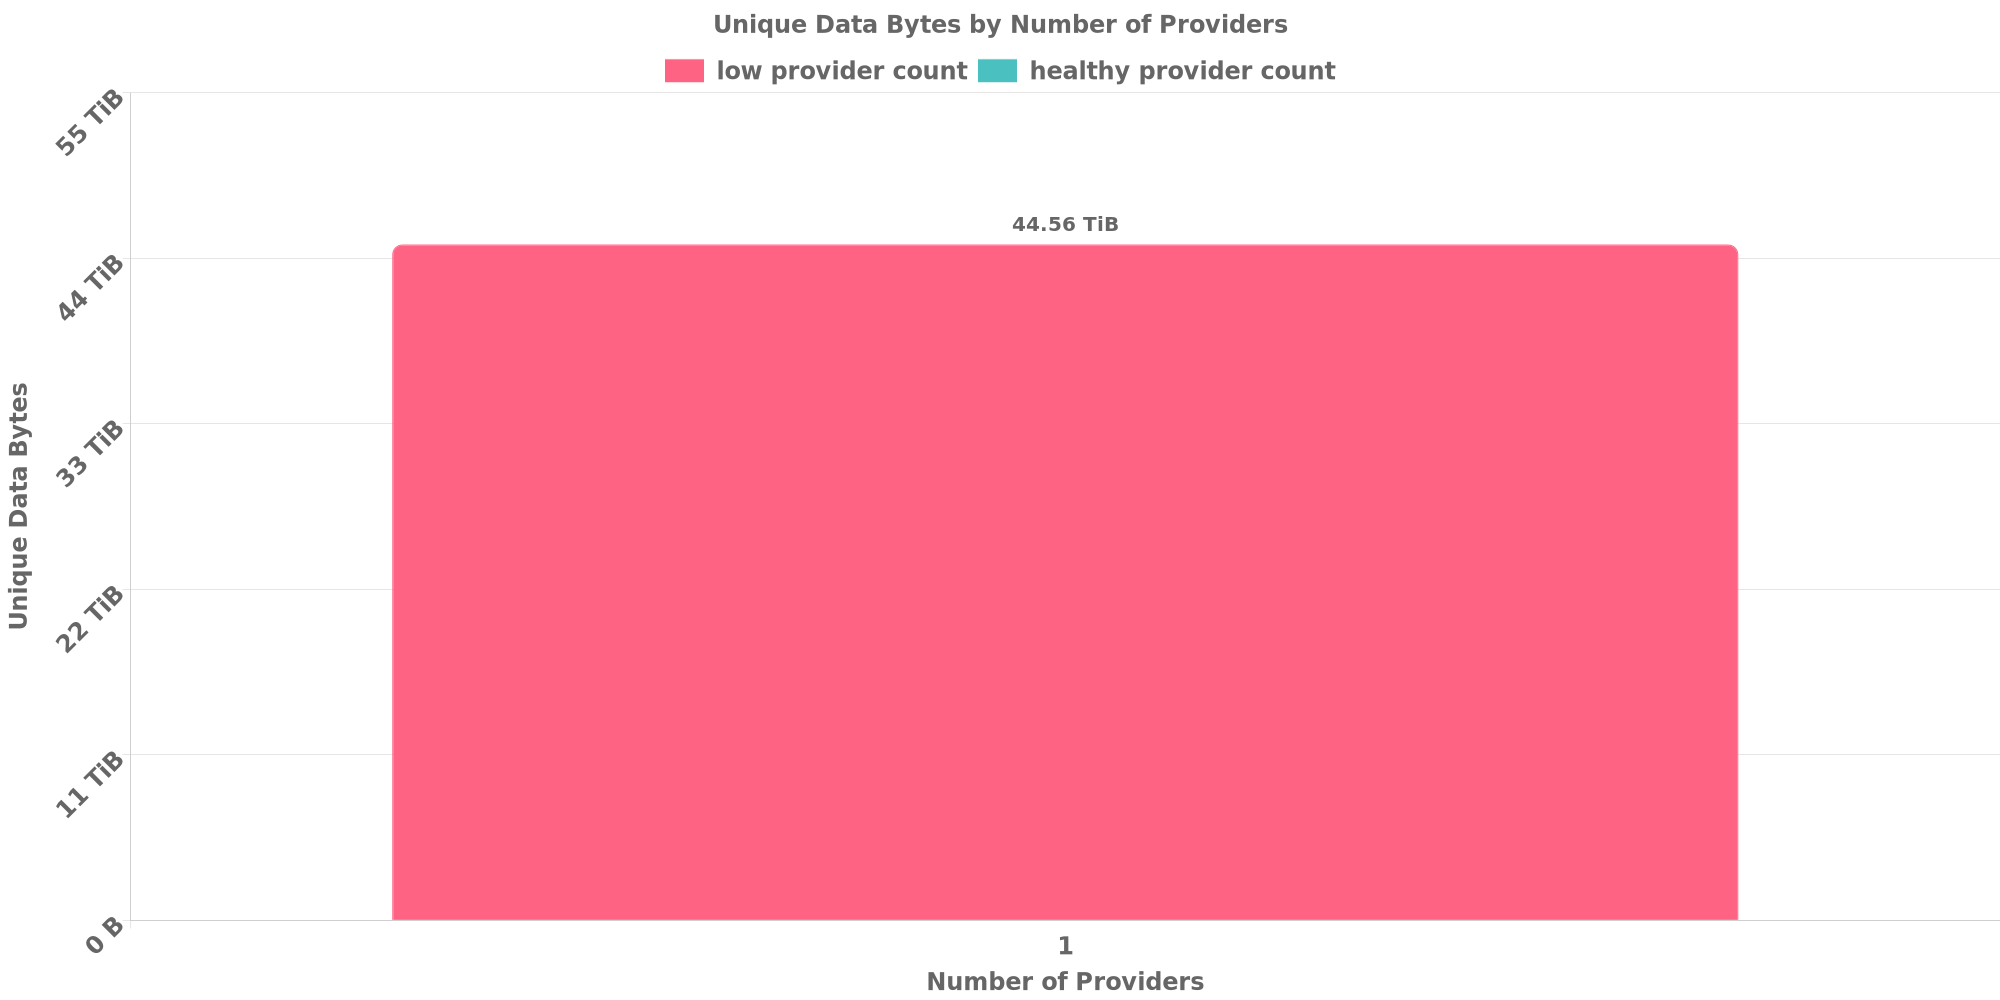 Unique Data Bytes by Number of Providers
low provider count healthy provider count
55 TiB
44.56 TiB
44 TiB
33 TiB
22 TiB
11 TiB
0 B
Unique Data Bytes
1
Number of Providers